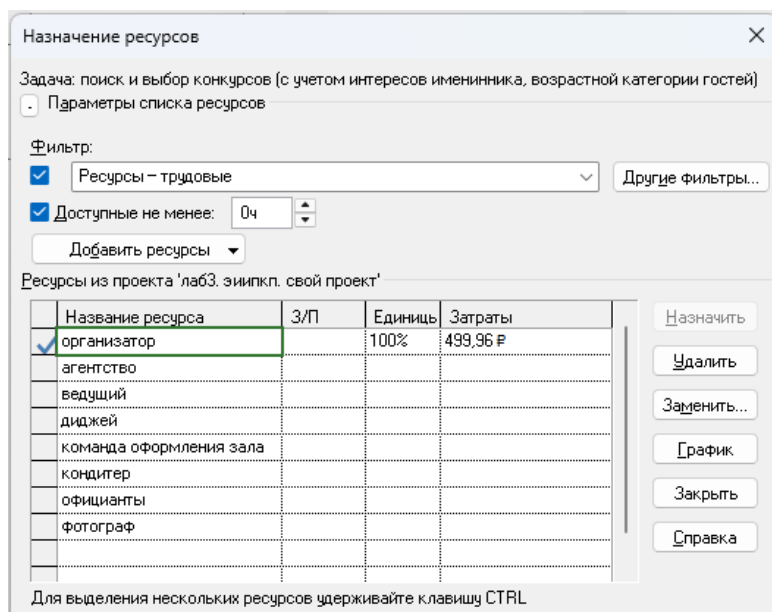 Назначение ресурсов
Задача: поиск и выбор конкурсов (с учетом интересов именинника, возрастной категории гостей)
. Параметры списка ресурсов
Фильтр:
Ресурсы – трудовые
Другие фильтры...
Доступные не менее: 0ч
Добавить ресурсы
Ресурсы из проекта 'лаб3. эиипкп. свой проект'
Название ресурса З/П Единиць Затраты
организатор 100% 499,96 ₽
агентство
ведущий
диджей
команда оформления зала
кондитер
официанты
фотограф
Назначить
Удалить
Заменить...
График
Закрыть
Справка
Для выделения нескольких ресурсов удерживайте клавишу CTRL